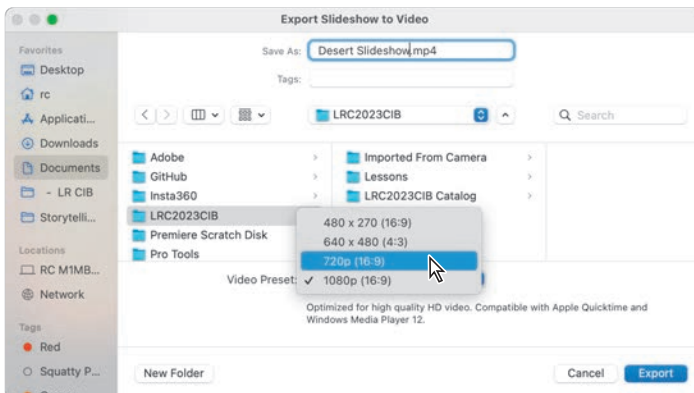 Export Slideshow to Video
Favorites
Desktop
rc
Applicati...
Downloads
Documents
- LR CIB
Storytelli...
Locations
RC M1MB...
Network
Tags
Red
Squatty P...
Save As: Desert Slideshow.mp4
Tags:
LRC2023CIB
Search
Adobe
GitHub
Insta360
LRC2023CIB
Premiere Scratch Disk
Pro Tools
Imported From Camera
Lessons
LRC2023CIB Catalog
480 x 270 (16:9)
640 x 480 (4:3)
720p (16:9)
Video Preset: ✓ 1080p (16:9)
Optimized for high quality HD video. Compatible with Apple Quicktime and
Windows Media Player 12.
New Folder
Cancel
Export